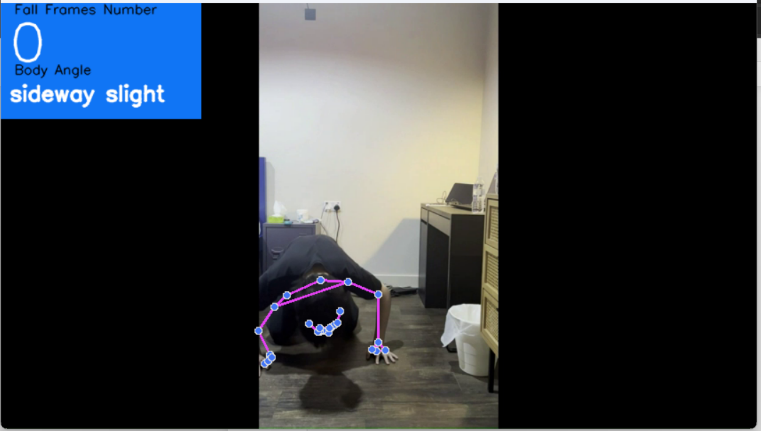 Fall Frames Number
0
Body Angle
sideway slight